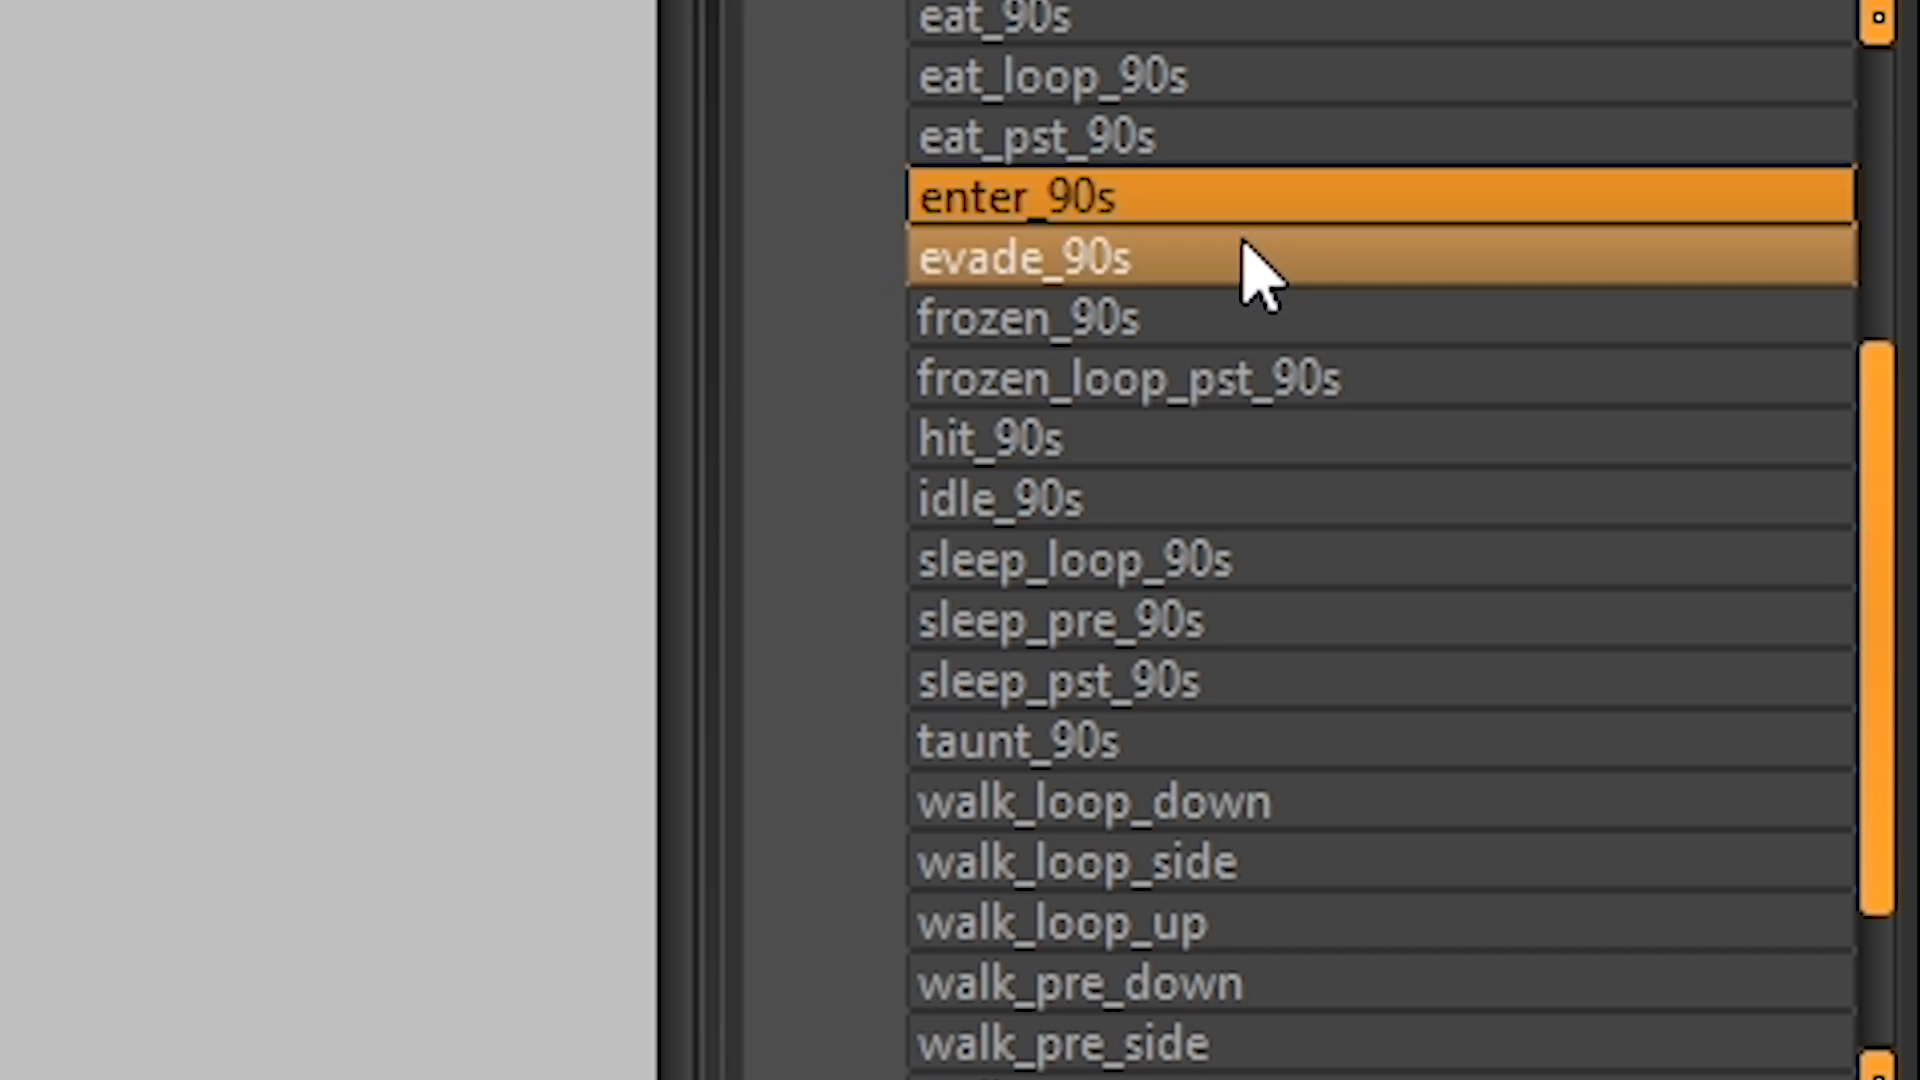 eat_90s
eat_loop_90s
eat_pst_90s
enter_90s
evade_90s
frozen_90s
frozen_loop_pst_90s
hit_90s
idle_90s
sleep_loop_90s
sleep_pre_90s
sleep_pst_90s
taunt_90s
walk_loop_down
walk_loop_side
walk_loop_up
walk_pre_down
walk_pre_side